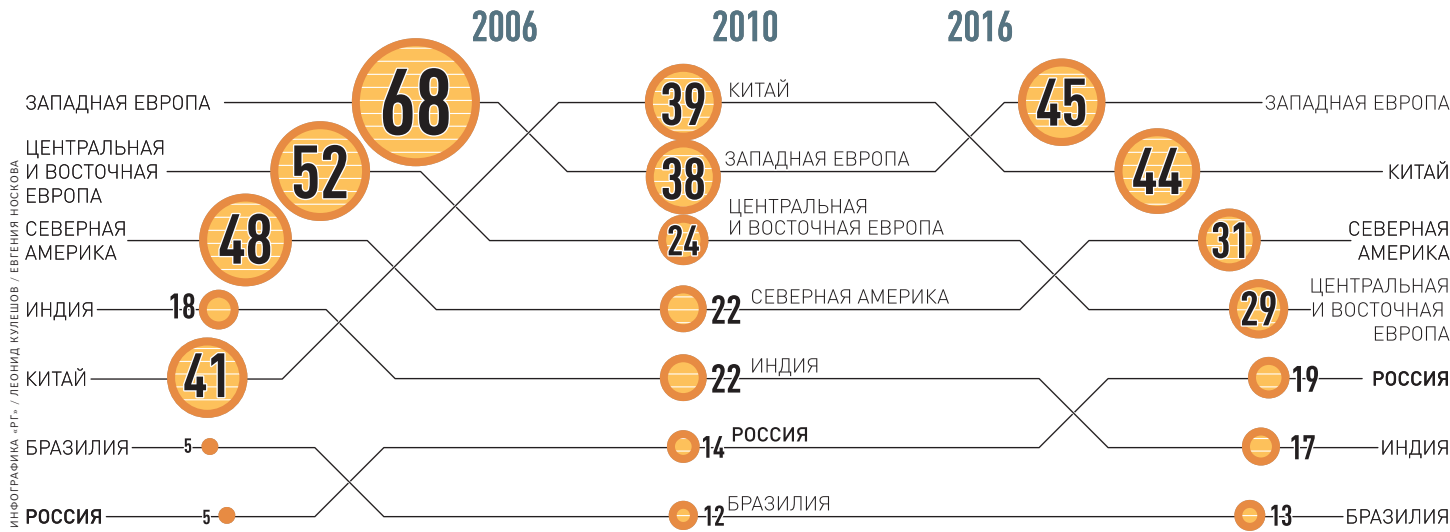 2006
2010
2016
ЗАПАДНАЯ ЕВРОПА
68
ЦЕНТРАЛЬНАЯ
И ВОСТОЧНАЯ
ЕВРОПА
52
СЕВЕРНАЯ
АМЕРИКА
48
ИНДИЯ
18
КИТАЙ
41
БРАЗИЛИЯ
5
РОССИЯ
5
39
КИТАЙ
38
ЗАПАДНАЯ ЕВРОПА
24
ЦЕНТРАЛЬНАЯ
И ВОСТОЧНАЯ ЕВРОПА
22
СЕВЕРНАЯ АМЕРИКА
22
ИНДИЯ
14
РОССИЯ
12
БРАЗИЛИЯ
45
ЗАПАДНАЯ ЕВРОПА
44
КИТАЙ
31
СЕВЕРНАЯ
АМЕРИКА
29
ЦЕНТРАЛЬНАЯ
И ВОСТОЧНАЯ
ЕВРОПА
19
РОССИЯ
17
ИНДИЯ
13
БРАЗИЛИЯ
ИНФОГРАФИКА «РГ» / ЛЕОНИД КУЛЕШОВ / ЕВГЕНИЯ НОСКОВА